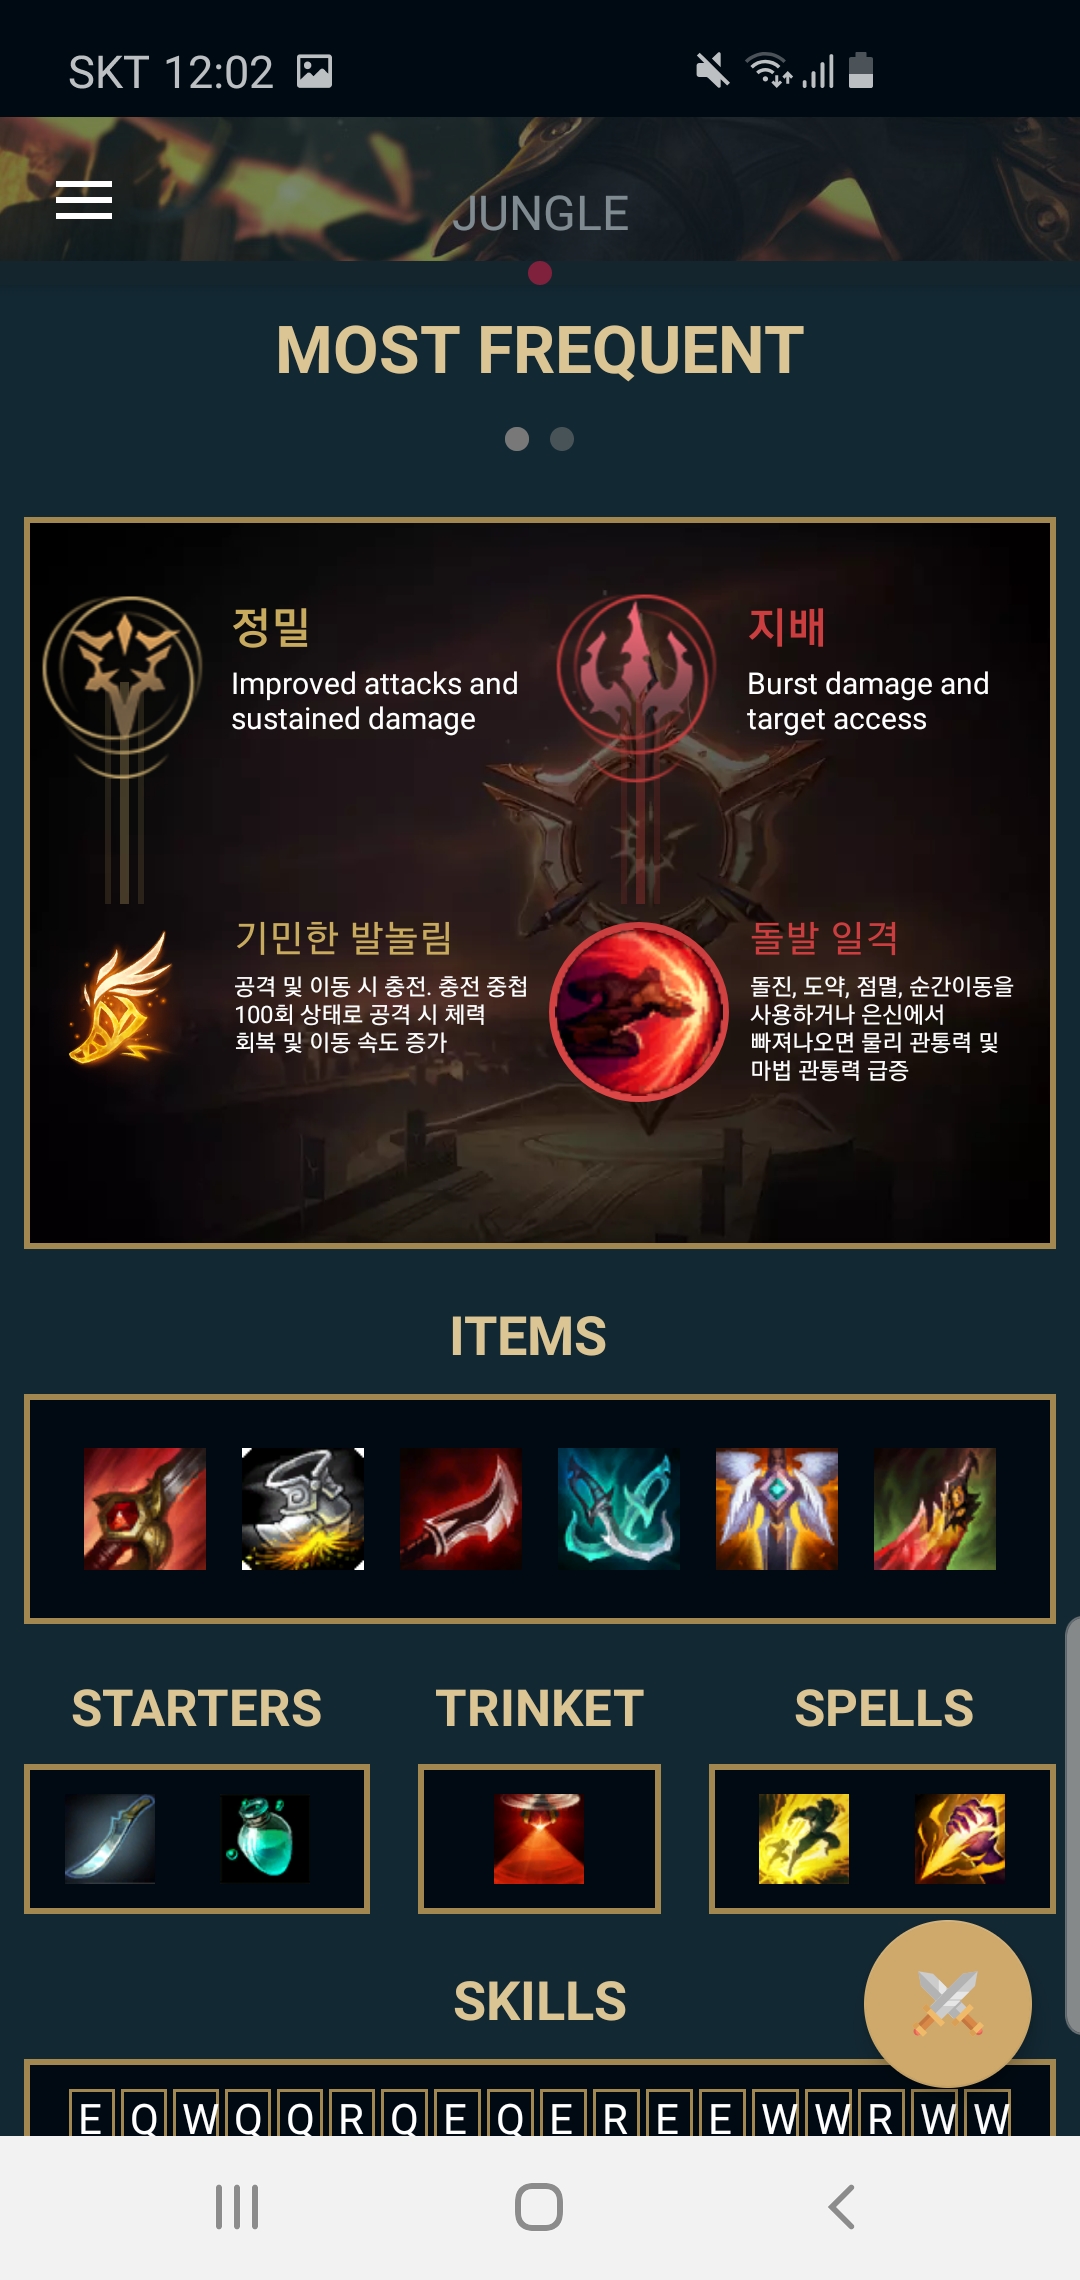 SKT 12:02
JUNGLE
MOST FREQUENT
정밀
Improved attacks and
sustained damage
지배
Burst damage and
target access
기민한 발놀림
공격 및 이동 시 충전. 충전 중첩
100회 상태로 공격 시 체력
회복 및 이동 속도 증가
돌발 일격
돌진, 도약, 점멸, 순간이동을
사용하거나 은신에서
빠져나오면 물리 관통력 및
마법 관통력 급증
ITEMS
STARTERS
TRINKET
SPELLS
SKILLS
E Q W Q Q R Q E Q E R E E W W R W W